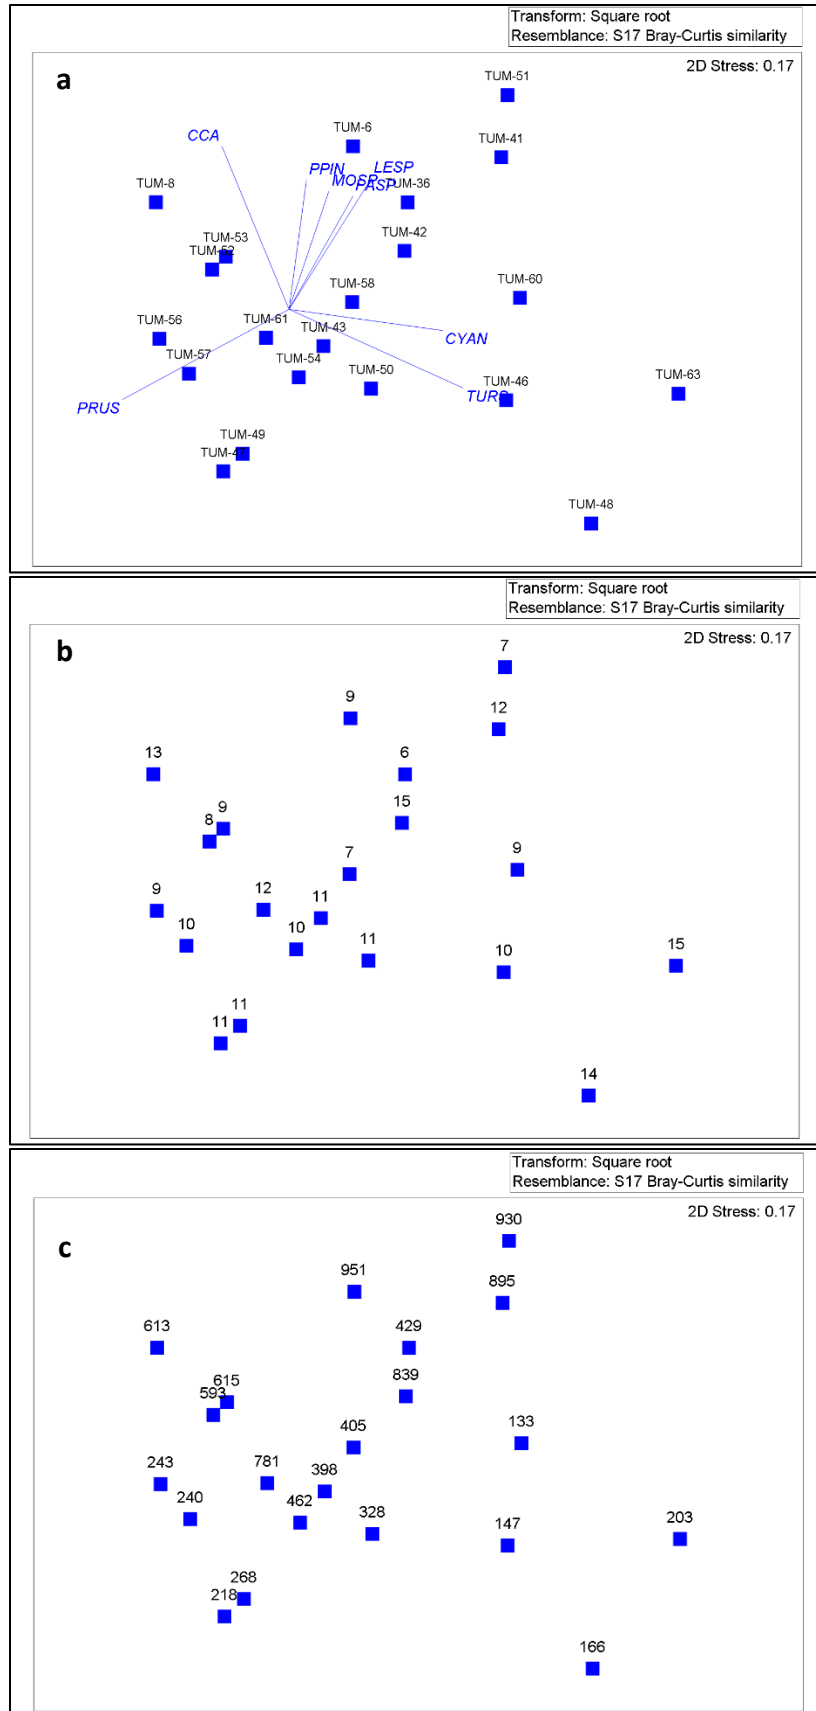 Transform: Square root
Resemblance: S17 Bray-Curtis similarity
2D Stress: 0.17
a
TUM-51
TUM-6
CCA
TUM-41
LESP
PPIN
MOSP
PASP
TUM-8
TUM-36
TUM-53
TUM-42
TUM-52
TUM-58
TUM-60
TUM-56
TUM-61
TUM-43
CYAN
TUM-57
TUM-54
TUM-50
TUM-63
TUM-46
PRUS
TUM-49
TUM-47
TUM-48
Transform: Square root
Resemblance: S17 Bray-Curtis similarity
2D Stress: 0.17
b
7
9
12
13
6
15
9
8
7
9
9
12
11
10
10
11
10
15
11
11
14
Transform: Square root
Resemblance: S17 Bray-Curtis similarity
2D Stress: 0.17
c
930
951
895
613
429
839
615
593
405
133
243
781
398
240
462
328
147
203
268
218
166